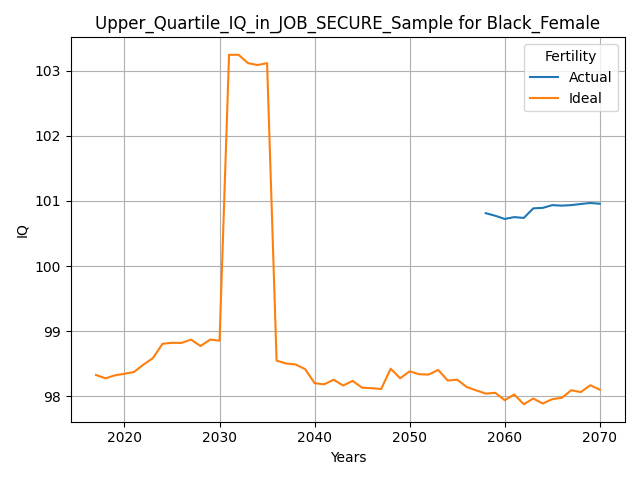 Upper_Quartile_IQ_in_JOB_SECURE_Sample for Black_Female
Fertility
Actual
Ideal
103
102
101
100
99
98
IQ
2020 2030 2040 2050 2060 2070
Years